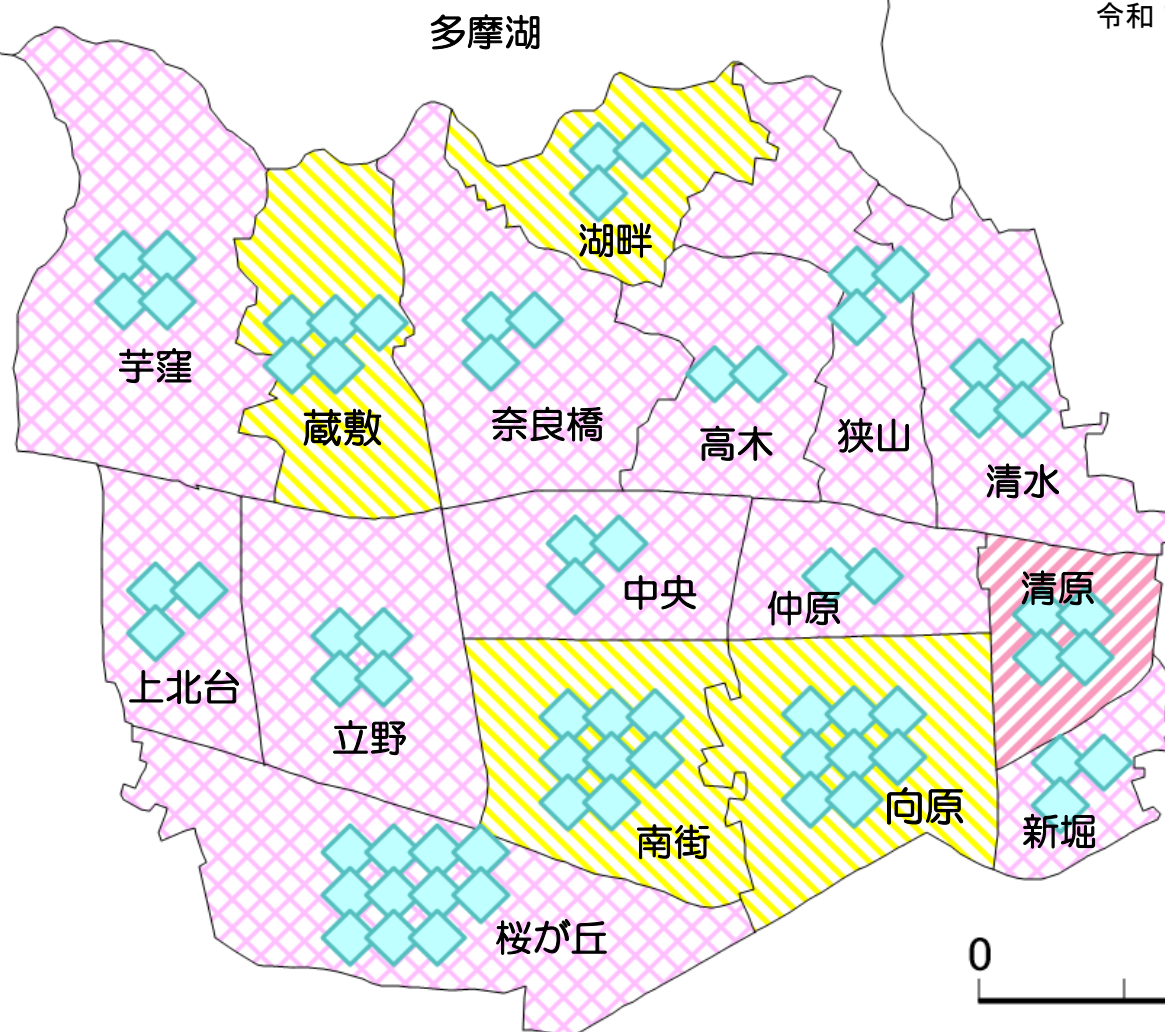 多摩湖
令和
湖畔
芋窪
蔵敷
奈良橋
高木
狭山
清水
中央
仲原
清原
上北台
立野
南街
向原
新堀
桜が丘
0